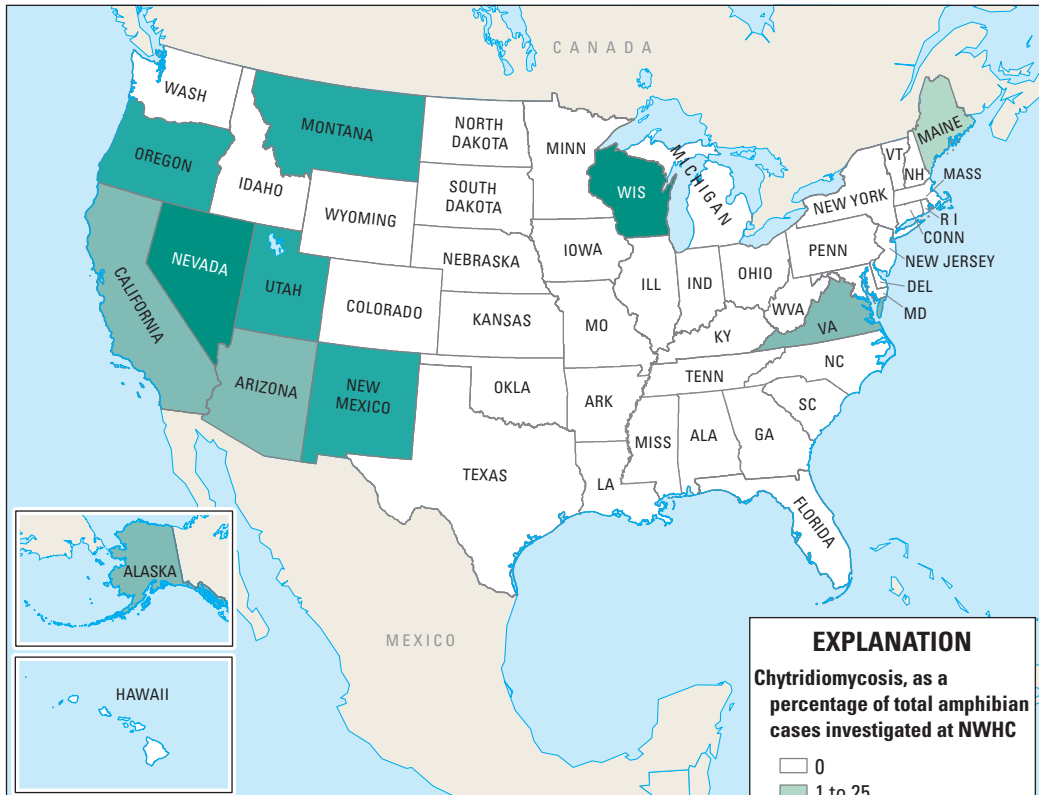 CANADA
WASH
MONTANA
NORTH
DAKOTA
MINN
MICHIGAN
MAINE
VT
NH
MASS
OREGON
IDAHO
SOUTH
DAKOTA
WIS
NEW YORK
R I
CONN
WYOMING
IOWA
PENN
NEW JERSEY
NEVADA
UTAH
NEBRASKA
ILL
IND
OHIO
DEL
CALIFORNIA
COLORADO
KANSAS
MO
WVA
MD
KY
VA
ARIZONA
NEW
MEXICO
OKLA
TENN
NC
ARK
SC
TEXAS
LA
MISS
ALA
GA
FLORIDA
ALASKA
MEXICO
HAWAII
EXPLANATION
Chytridiomycosis, as a
percentage of total amphibian
cases investigated at NWHC
0
1 to 25